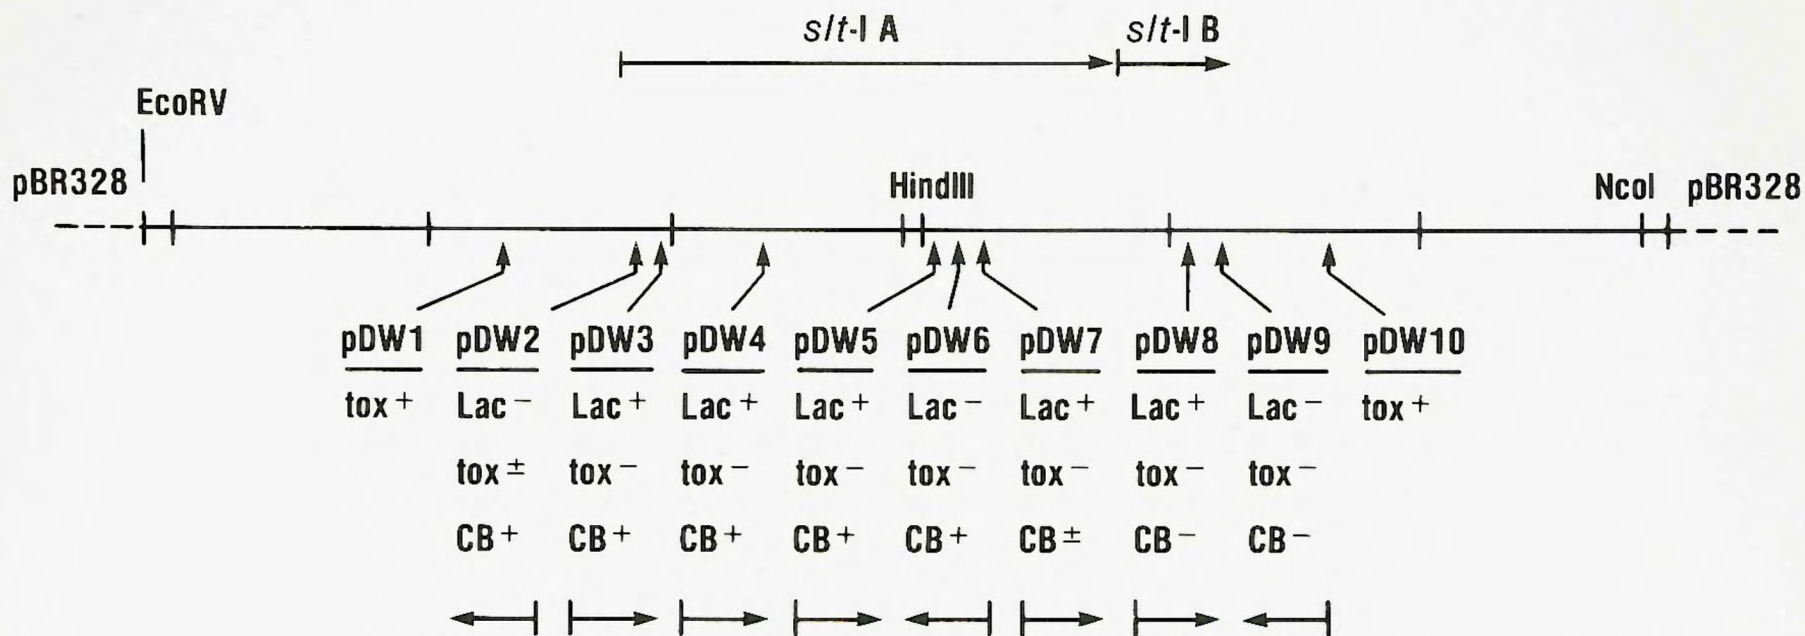 slt-I A slt-I B
EcoRV
pBR328 HindIII NcoI pBR328
pDW1 pDW2 pDW3 pDW4 pDW5 pDW6 pDW7 pDW8 pDW9 pDW10
tox + Lac − Lac + Lac + Lac + Lac − Lac + Lac + Lac − tox +
tox ± tox − tox − tox − tox − tox − tox − tox −
CB + CB + CB + CB + CB + CB ± CB − CB −